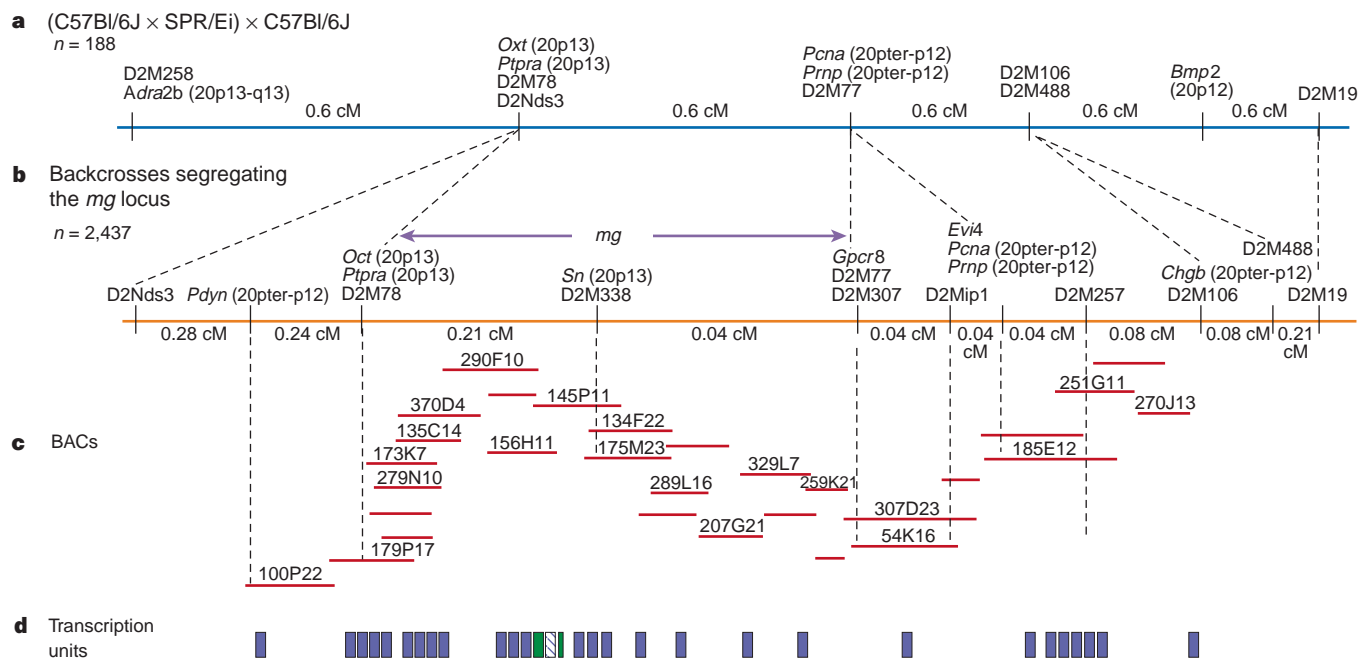 a (C57Bl/6J × SPR/Ei) × C57Bl/6J
n = 188
D2M258
Adra2b (20p13-q13)
Oxt (20p13)
Ptpra (20p13)
D2M78
D2Nds3
Pcna (20pter-p12)
Prnp (20pter-p12)
D2M77
D2M106
D2M488
Bmp2
(20p12)
D2M19
0.6 cM 0.6 cM 0.6 cM 0.6 cM 0.6 cM
b Backcrosses segregating
the mg locus
n = 2,437
mg
D2Nds3
Pdyn (20pter-p12)
Oct (20p13)
Ptpra (20p13)
D2M78
Sn (20p13)
D2M338
Gpcr8
D2M77
D2M307
Evi4
Pcna (20pter-p12)
Prnp (20pter-p12)
D2Mip1
D2M257
D2M488
Chgb (20pter-p12)
D2M106
D2M19
0.28 cM 0.24 cM 0.21 cM 0.04 cM 0.04 cM 0.04
cM
0.04 cM 0.08 cM 0.08 cM 0.21
cM
c BACs
290F10
370D4
145P11
135C14
134F22
173K7
156H11
175M23
279N10
289L16
329L7
259K21
207G21
307D23
179P17
54K16
100P22
251G11
270J13
185E12
d Transcription
units